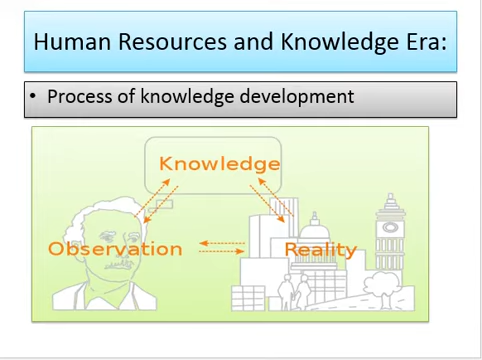 Human Resources and Knowledge Era:
• Process of knowledge development
Knowledge
Observation
Reality